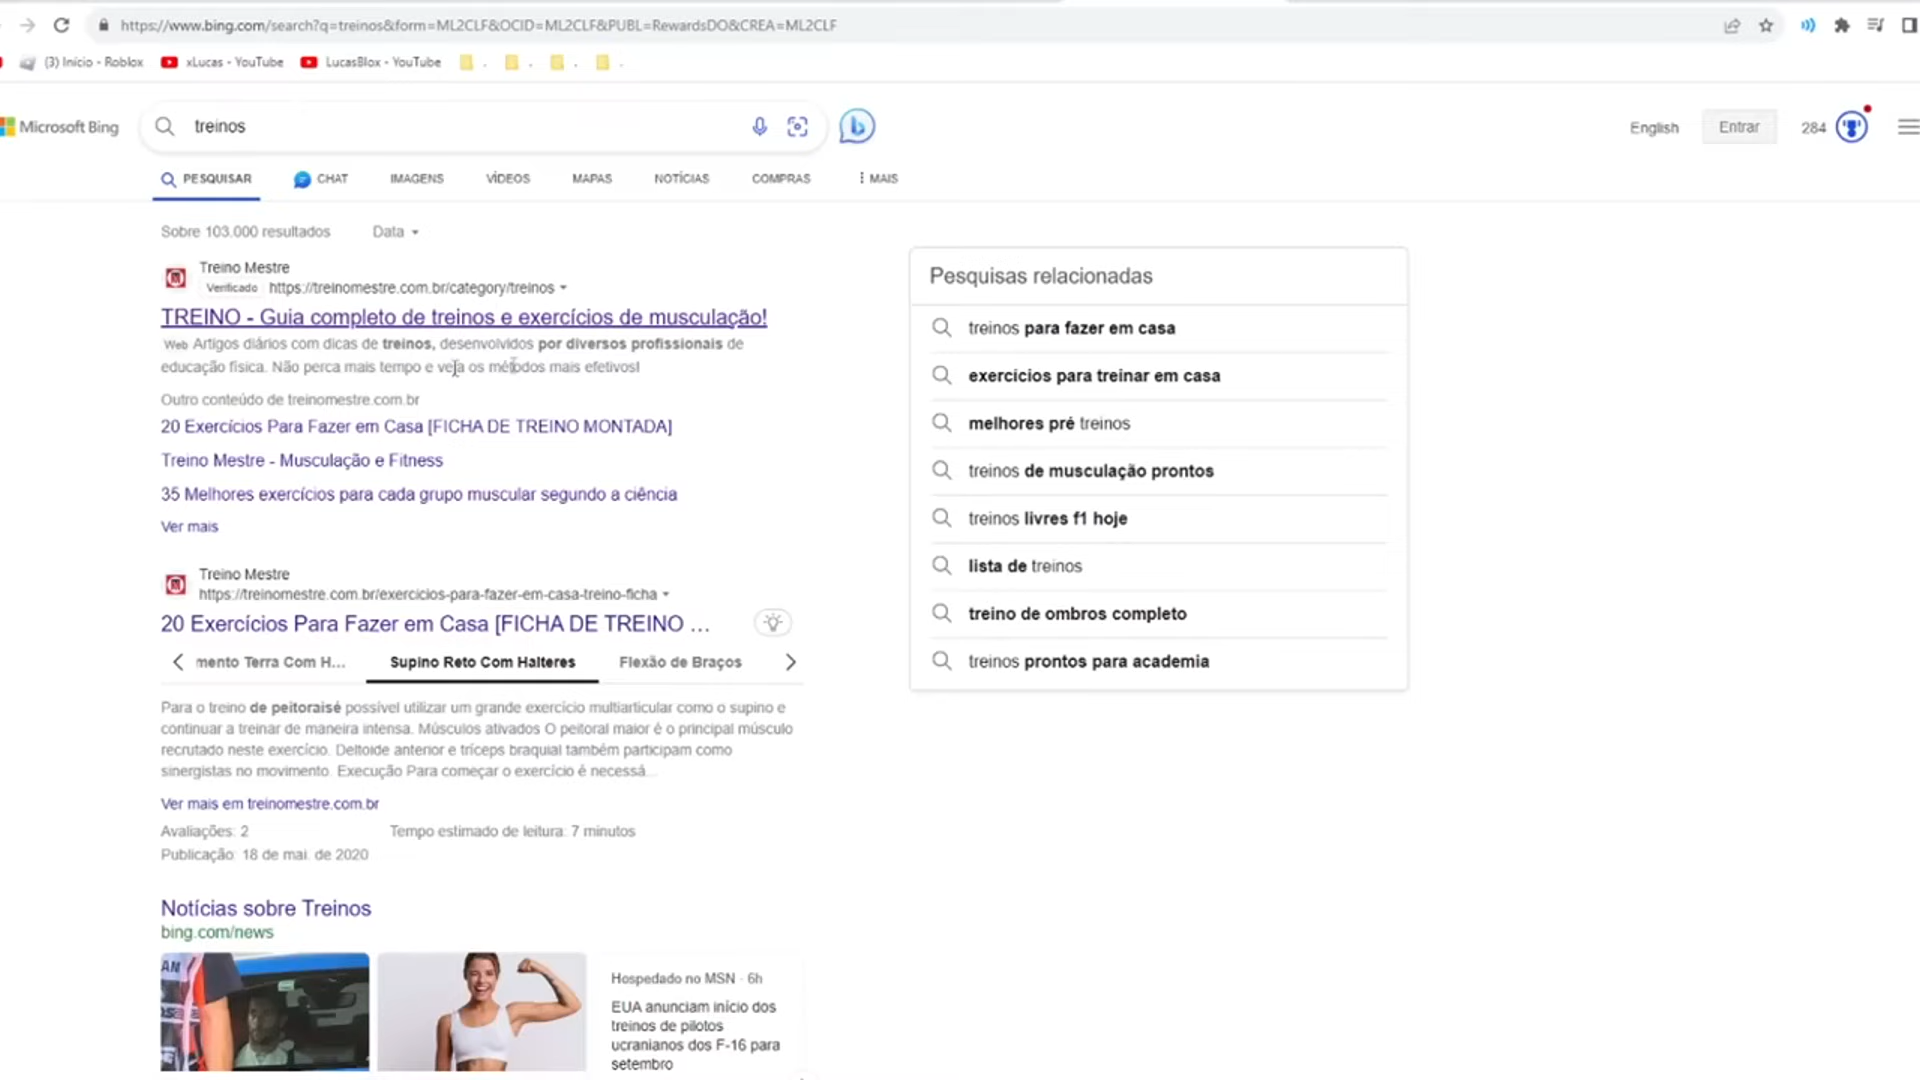 https://www.bing.com/search?q=treinos&form=ML2CLF&OCID=ML2CLF&PUBL=RewardsDO&CREA=ML2CLF
(3) Início - Roblox
xLucas - YouTube
LucasBlox - YouTube
Microsoft Bing
treinos
English
Entrar
284
PESQUISAR
CHAT
IMAGENS
VÍDEOS
MAPAS
NOTÍCIAS
COMPRAS
MAIS
Sobre 103.000 resultados
Data
Treino Mestre
Verificado https://treinomestre.com.br/category/treinos
TREINO - Guia completo de treinos e exercícios de musculação!
Web Artigos diários com dicas de treinos, desenvolvidos por diversos profissionais de
educação física. Não perca mais tempo e veja os métodos mais efetivos!
Outro conteúdo de treinomestre.com.br
20 Exercícios Para Fazer em Casa [FICHA DE TREINO MONTADA]
Treino Mestre - Musculação e Fitness
35 Melhores exercícios para cada grupo muscular segundo a ciência
Ver mais
Treino Mestre
https://treinomestre.com.br/exercicios-para-fazer-em-casa-treino-ficha
20 Exercícios Para Fazer em Casa [FICHA DE TREINO ...
mento Terra Com H...
Supino Reto Com Halteres
Flexão de Braços
Para o treino de peitoraisé possível utilizar um grande exercício multiarticular como o supino e
continuar a treinar de maneira intensa. Músculos ativados O peitoral maior é o principal músculo
recrutado neste exercício. Deltoide anterior e tríceps braquial também participam como
sinergistas no movimento. Execução Para começar o exercício é necessá...
Ver mais em treinomestre.com.br
Avaliações: 2
Tempo estimado de leitura: 7 minutos
Publicação: 18 de mai. de 2020
Notícias sobre Treinos
bing.com/news
Hospedado no MSN · 6h
EUA anunciam início dos
treinos de pilotos
ucranianos dos F-16 para
setembro
Pesquisas relacionadas
treinos para fazer em casa
exercicios para treinar em casa
melhores pré treinos
treinos de musculação prontos
treinos livres f1 hoje
lista de treinos
treino de ombros completo
treinos prontos para academia